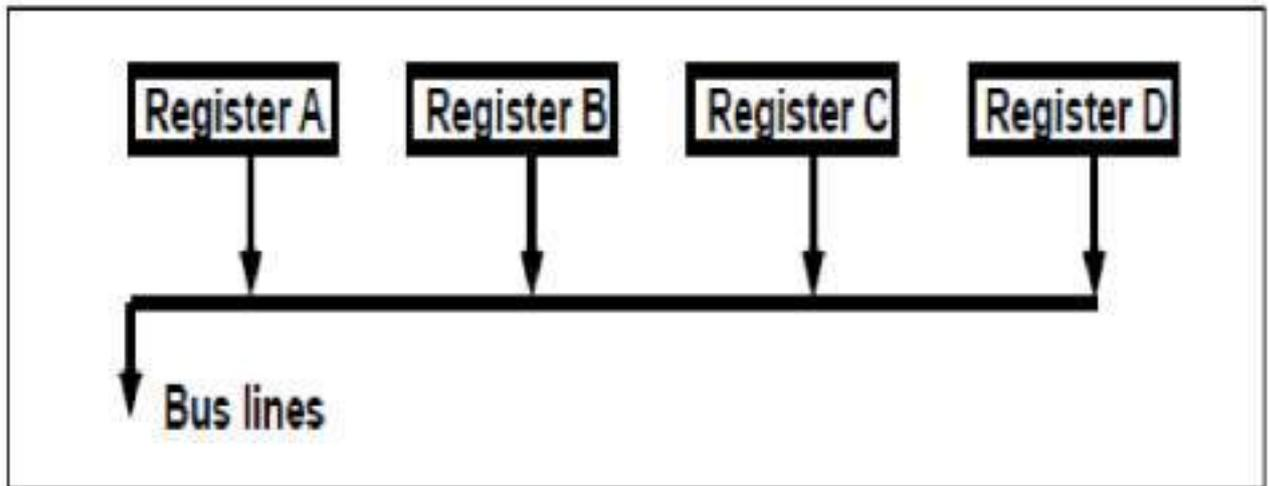 Register A
Register B
Register C
Register D
Bus lines